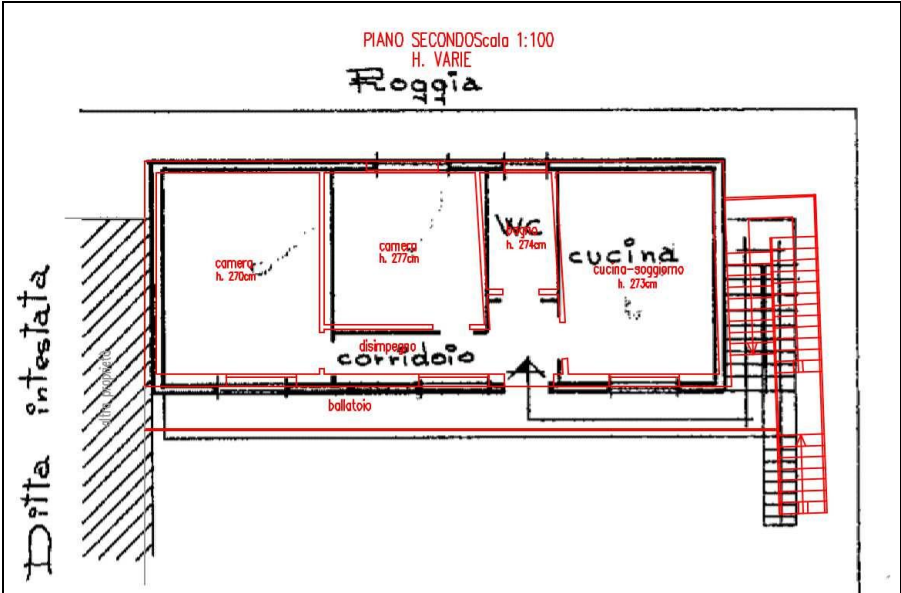 PIANO SECONDOScala 1:100
H. VARIE
Roggia
WC
bagno
h. 274cm
camera
h. 277cm
cucina
cucina-soggiorno
h. 273cm
camera
h. 270cm
disimpegno
corridoio
ballatoio
altra proprietà
Ditta intestata